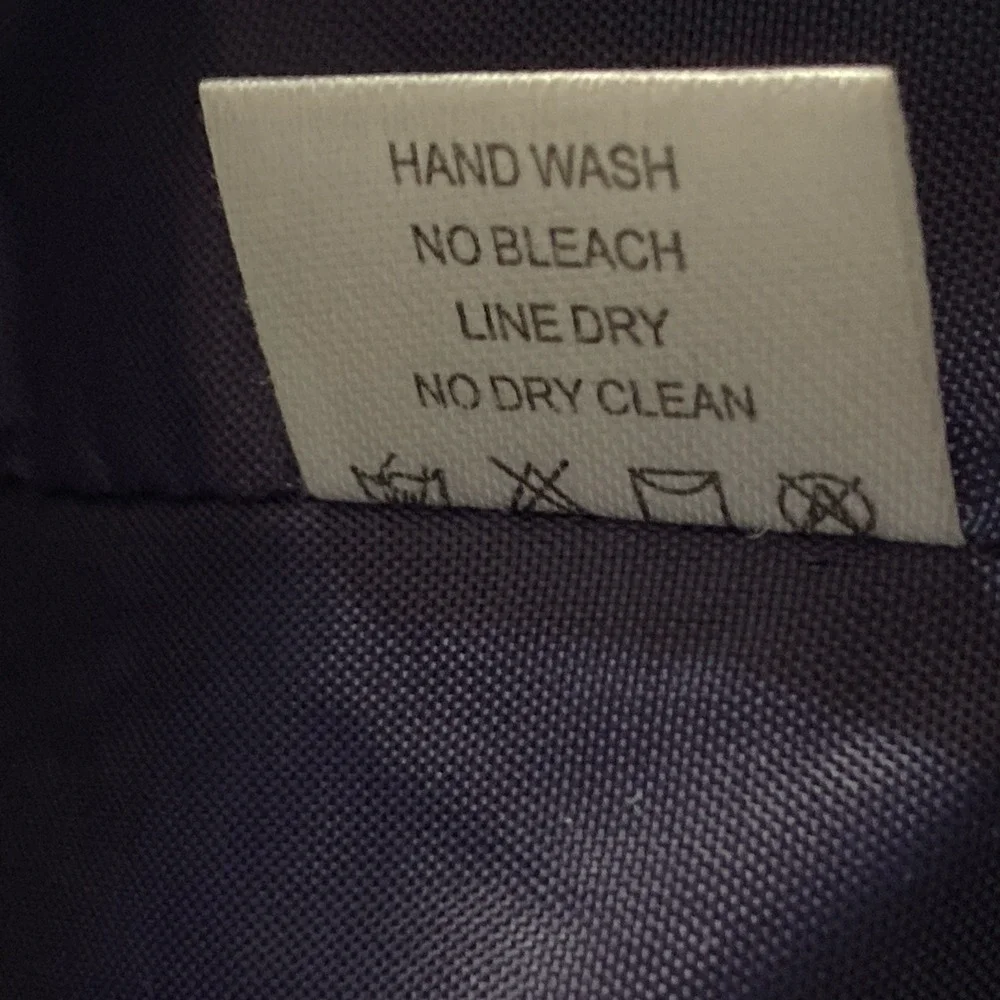 HAND WASH
NO BLEACH
LINE DRY
NO DRY CLEAN